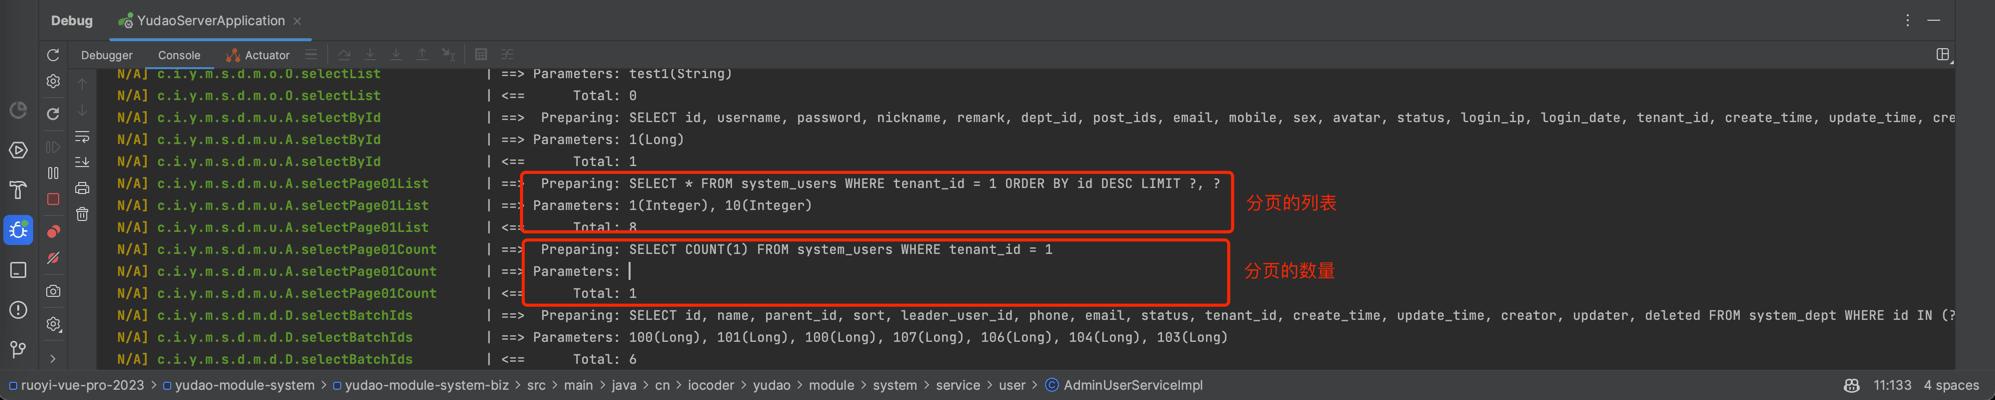 Debug YudaoServerApplication ×
Debugger Console Actuator
N/A] c.i.y.m.s.d.m.o.O.selectList | ==> Parameters: test1(String)
N/A] c.i.y.m.s.d.m.o.O.selectList | <== Total: 0
N/A] c.i.y.m.s.d.m.u.A.selectById | ==> Preparing: SELECT id, username, password, nickname, remark, dept_id, post_ids, email, mobile, sex, avatar, status, login_ip, login_date, tenant_id, create_time, update_time, cre
N/A] c.i.y.m.s.d.m.u.A.selectById | ==> Parameters: 1(Long)
N/A] c.i.y.m.s.d.m.u.A.selectById | <== Total: 1
N/A] c.i.y.m.s.d.m.u.A.selectPage01List | ==> Preparing: SELECT * FROM system_users WHERE tenant_id = 1 ORDER BY id DESC LIMIT ?, ?
N/A] c.i.y.m.s.d.m.u.A.selectPage01List | ==> Parameters: 1(Integer), 10(Integer) 分页的列表
N/A] c.i.y.m.s.d.m.u.A.selectPage01List | <== Total: 8
N/A] c.i.y.m.s.d.m.u.A.selectPage01Count | ==> Preparing: SELECT COUNT(1) FROM system_users WHERE tenant_id = 1
N/A] c.i.y.m.s.d.m.u.A.selectPage01Count | ==> Parameters: 分页的数量
N/A] c.i.y.m.s.d.m.u.A.selectPage01Count | <== Total: 1
N/A] c.i.y.m.s.d.m.d.D.selectBatchIds | ==> Preparing: SELECT id, name, parent_id, sort, leader_user_id, phone, email, status, tenant_id, create_time, update_time, creator, updater, deleted FROM system_dept WHERE id IN (?
N/A] c.i.y.m.s.d.m.d.D.selectBatchIds | ==> Parameters: 100(Long), 101(Long), 100(Long), 107(Long), 106(Long), 104(Long), 103(Long)
N/A] c.i.y.m.s.d.m.d.D.selectBatchIds | <== Total: 6
ruoyi-vue-pro-2023 > yudao-module-system > yudao-module-system-biz > src > main > java > cn > iocoder > yudao > module > system > service > user > AdminUserServiceImpl 11:133 4 spaces